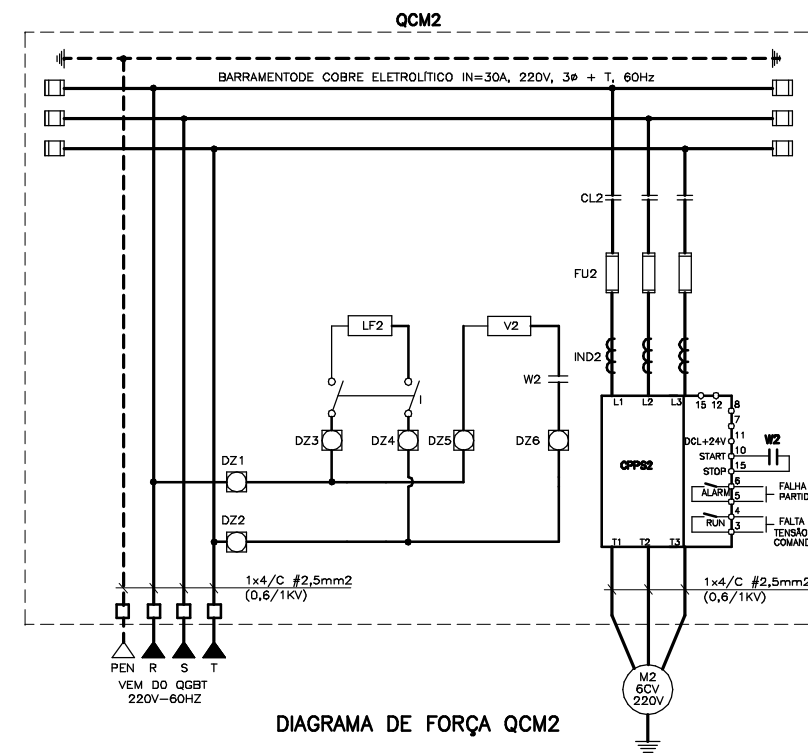 QCM2
BARRAMENTODE COBRE ELETROLÍTICO IN=30A, 220V, 3ø + T, 60Hz
CL2
FU2
LF2
V2
IND2
W2
I
L1 L2 L3 15 12 8
7
DZ3 DZ4 DZ5 DZ6
DCL+24V 11
W2
START 10
CPPS2
STOP 15
DZ1
6
ALARM 5
FALHA
PARTID
4
RUN 3
FALTA
TENSÃO
COMAND
DZ2
T1 T2 T3
1x4/C #2,5mm2
(0,6/1KV)
1x4/C #2,5mm2
(0,6/1KV)
PEN R S T
VEM DO QGBT
220V-60HZ
M2
6CV
220V
DIAGRAMA DE FORÇA QCM2